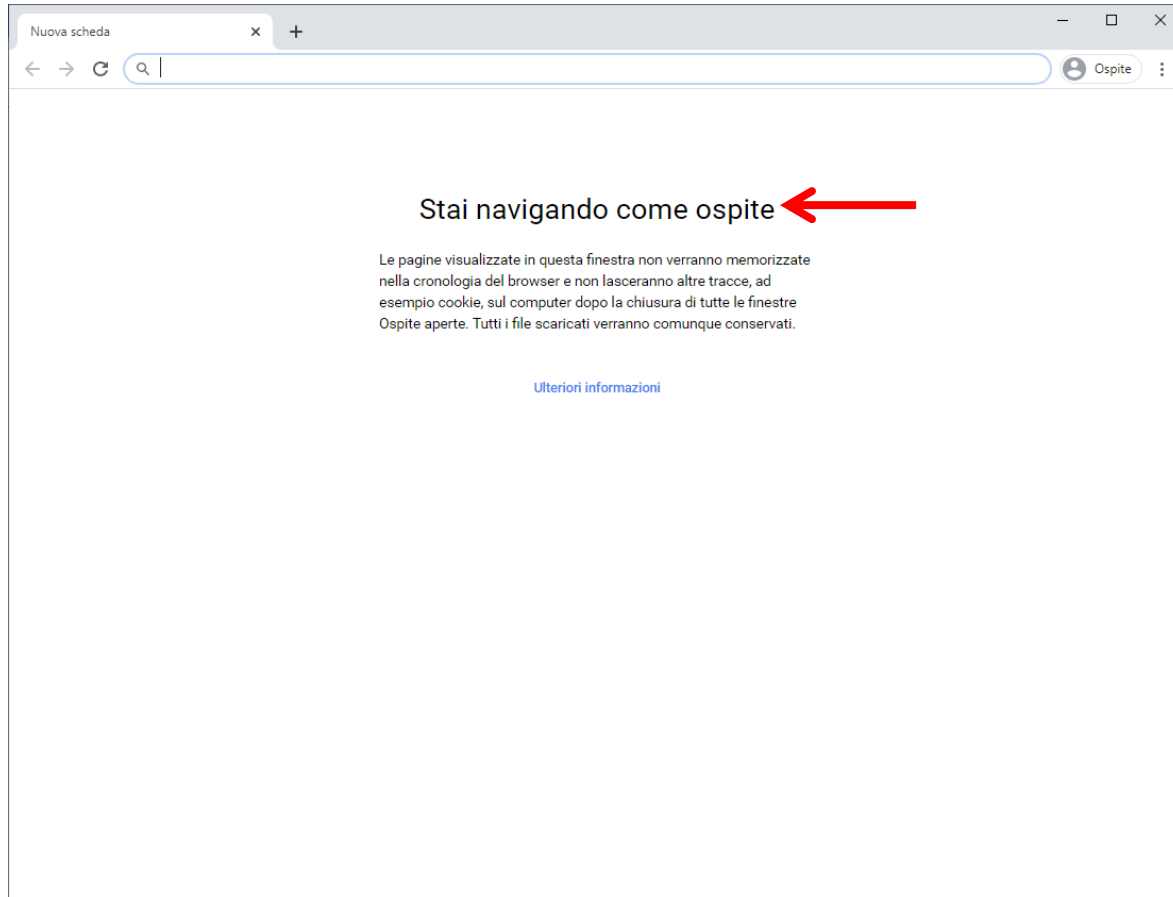 Nuova scheda
Ospite
Stai navigando come ospite
Le pagine visualizzate in questa finestra non verranno memorizzate
nella cronologia del browser e non lasceranno altre tracce, ad
esempio cookie, sul computer dopo la chiusura di tutte le finestre
Ospite aperte. Tutti i file scaricati verranno comunque conservati.
Ulteriori informazioni